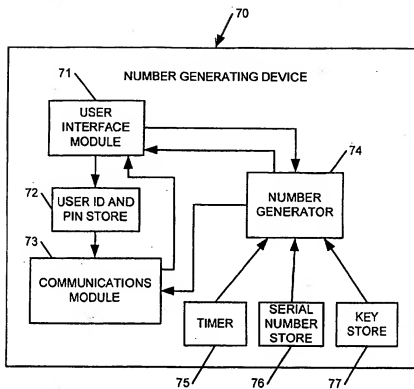 70
NUMBER GENERATING DEVICE
71
USER
INTERFACE
MODULE
74
72
USER ID AND
PIN STORE
NUMBER
GENERATOR
73
COMMUNICATIONS
MODULE
TIMER
SERIAL
NUMBER
STORE
KEY
STORE
75
76
77